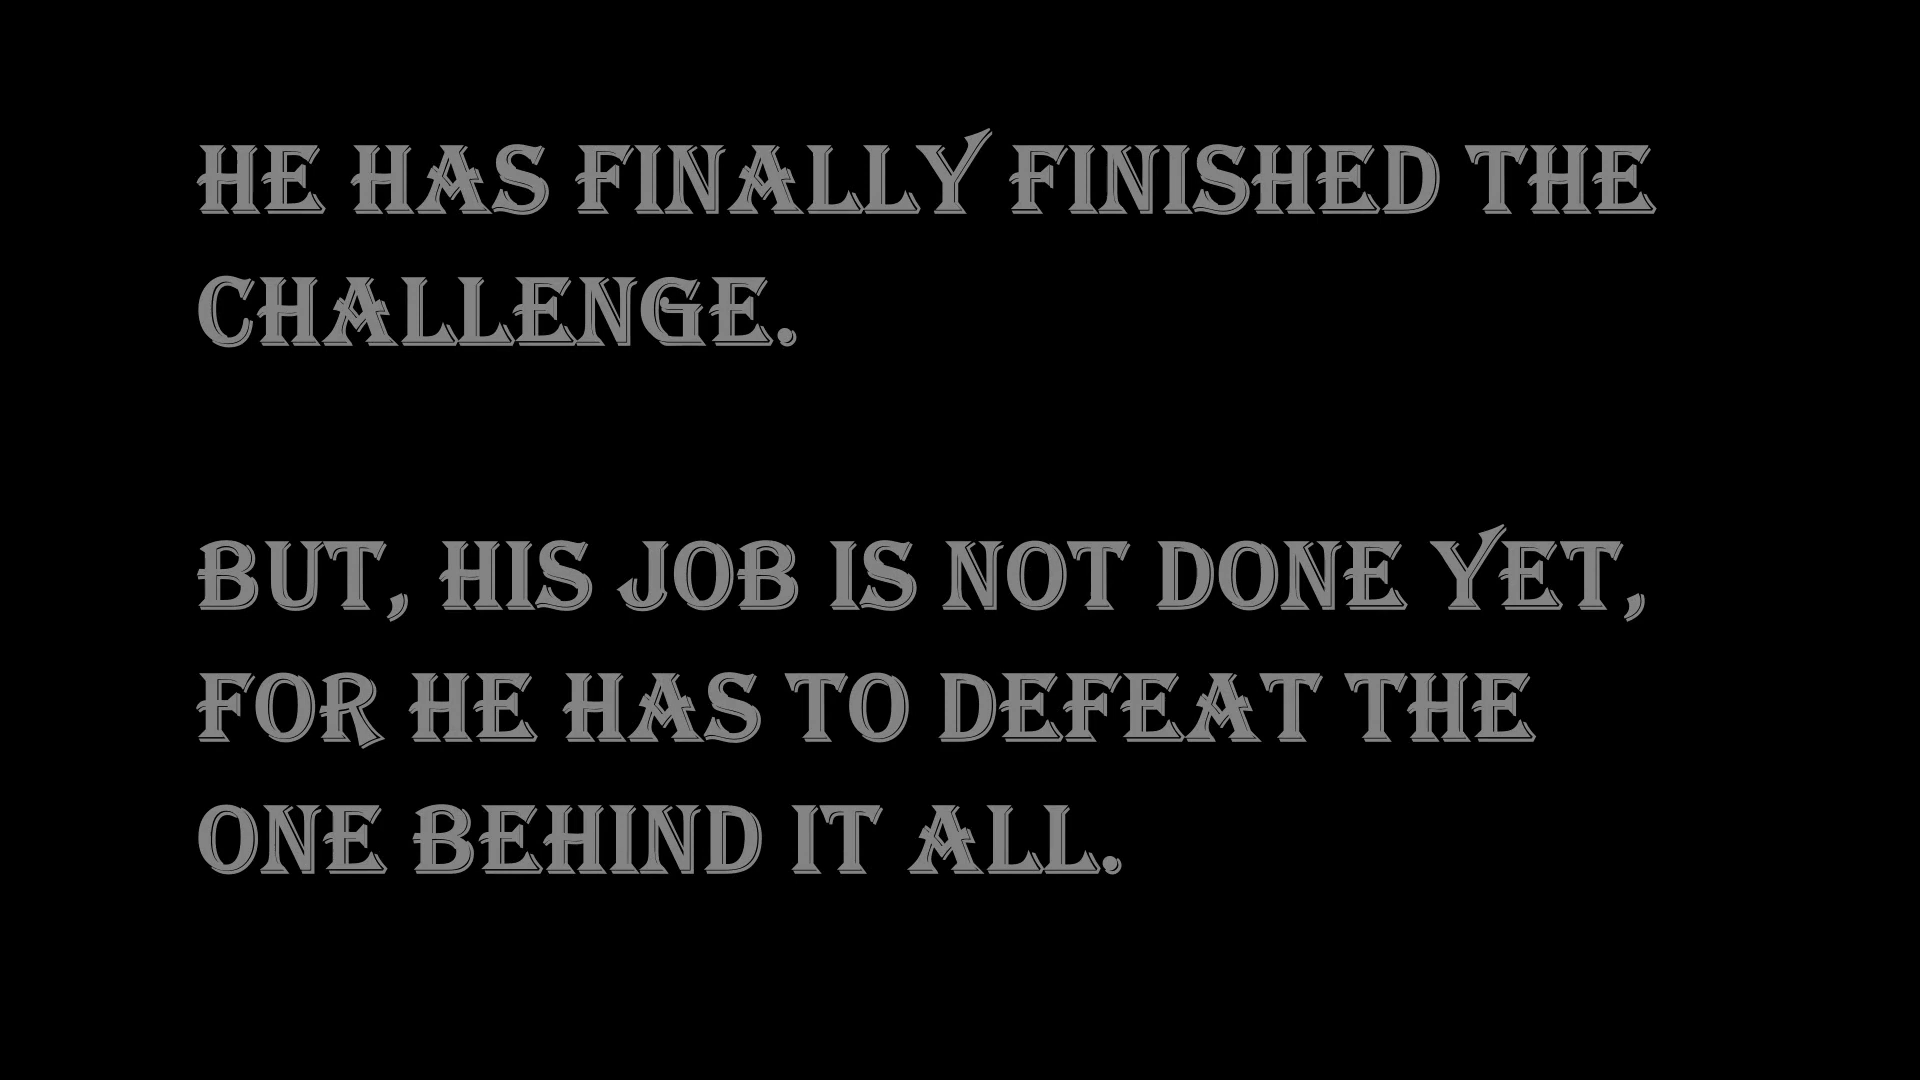 HE HAS FINALLY FINISHED THE
CHALLENGE.
BUT, HIS JOB IS NOT DONE YET,
FOR HE HAS TO DEFEAT THE
ONE BEHIND IT ALL.